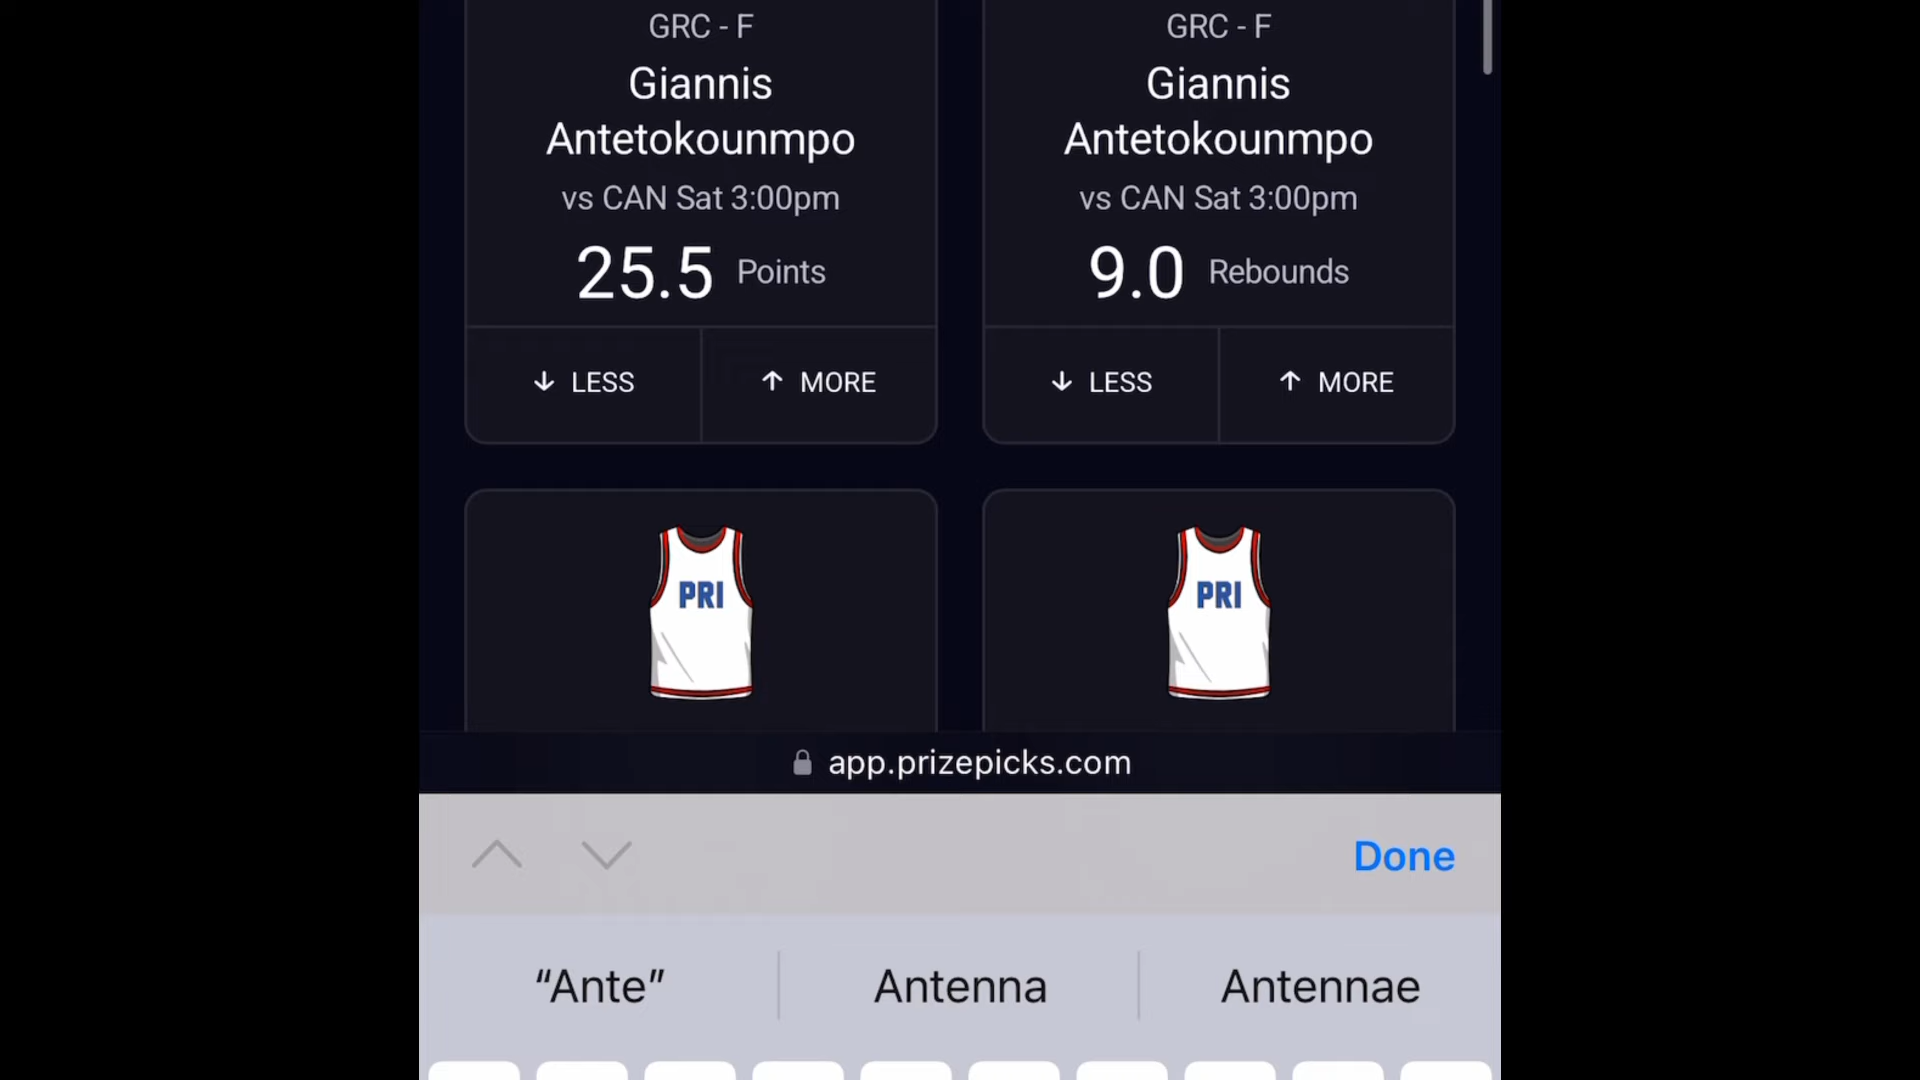 GRC - F
Giannis
Antetokounmpo
vs CAN Sat 3:00pm
25.5 Points
↓ LESS
↑ MORE
GRC - F
Giannis
Antetokounmpo
vs CAN Sat 3:00pm
9.0 Rebounds
↓ LESS
↑ MORE
PRI
PRI
app.prizepicks.com
Done
“Ante”
Antenna
Antennae